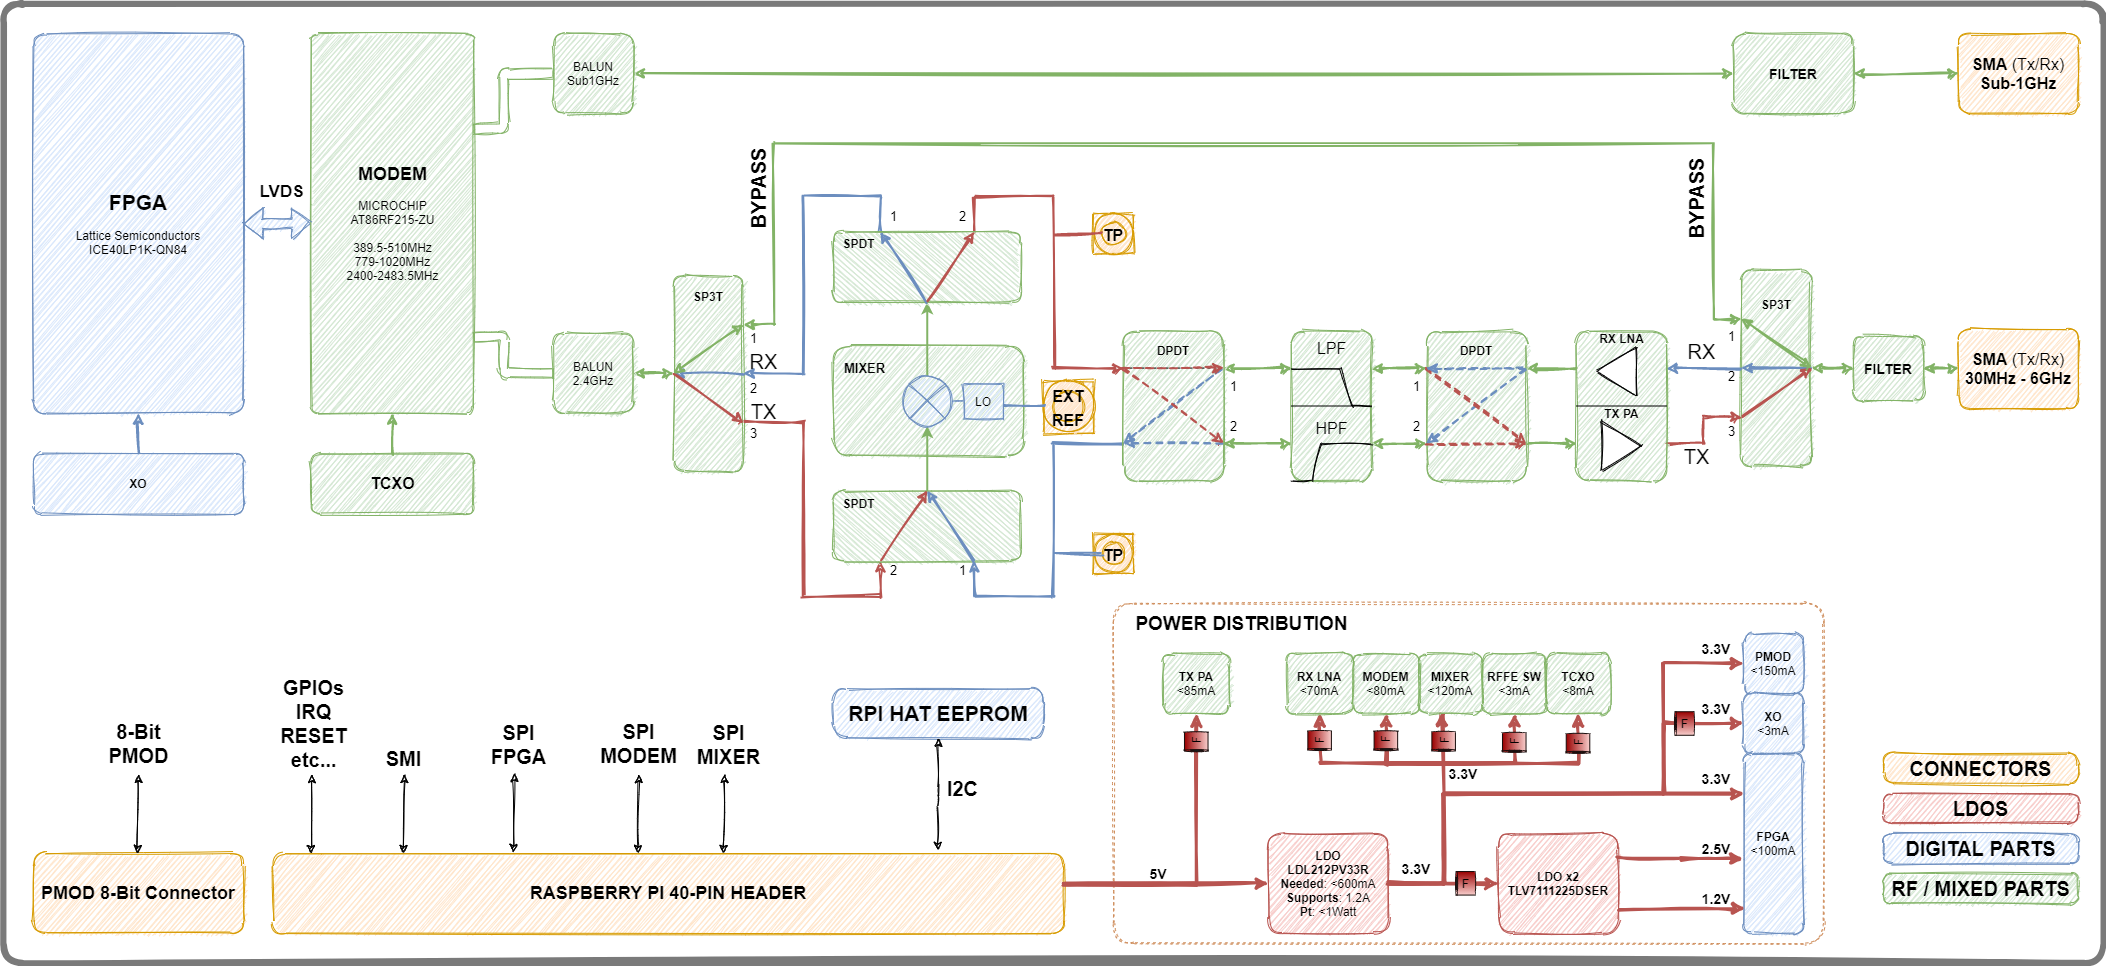 FPGA
Lattice Semiconductors
ICE40LP1K-QN84
LVDS
MODEM
MICROCHIP
AT86RF215-ZU
389.5-510MHz
779-1020MHz
2400-2483.5MHz
XO
TCXO
BALUN
Sub1GHz
FILTER
SMA (Tx/Rx)
Sub-1GHz
BALUN
2.4GHz
SP3T
1
RX
2
TX
3
BYPASS
1
2
SPDT
TP
MIXER
LO
EXT
REF
SPDT
2
1
TP
DPDT
1
2
LPF
HPF
DPDT
1
2
RX LNA
TX PA
BYPASS
RX
TX
SP3T
1
2
3
FILTER
SMA (Tx/Rx)
30MHz - 6GHz
8-Bit
PMOD
PMOD 8-Bit Connector
GPIOs
IRQ
RESET
etc...
SMI
SPI
FPGA
SPI
MODEM
SPI
MIXER
RPI HAT EEPROM
I2C
RASPBERRY PI 40-PIN HEADER
POWER DISTRIBUTION
TX PA
<85mA
RX LNA
<70mA
MODEM
<80mA
MIXER
<120mA
RFFE SW
<3mA
TCXO
<8mA
F
F
F
F
F
F
3.3V
5V
LDO
LDL212PV33R
Needed: <600mA
Supports: 1.2A
Pt: <1Watt
3.3V
F
LDO x2
TLV7111225DSER
3.3V
PMOD
<150mA
F
3.3V
XO
<3mA
3.3V
FPGA
<100mA
2.5V
1.2V
CONNECTORS
LDOS
DIGITAL PARTS
RF / MIXED PARTS